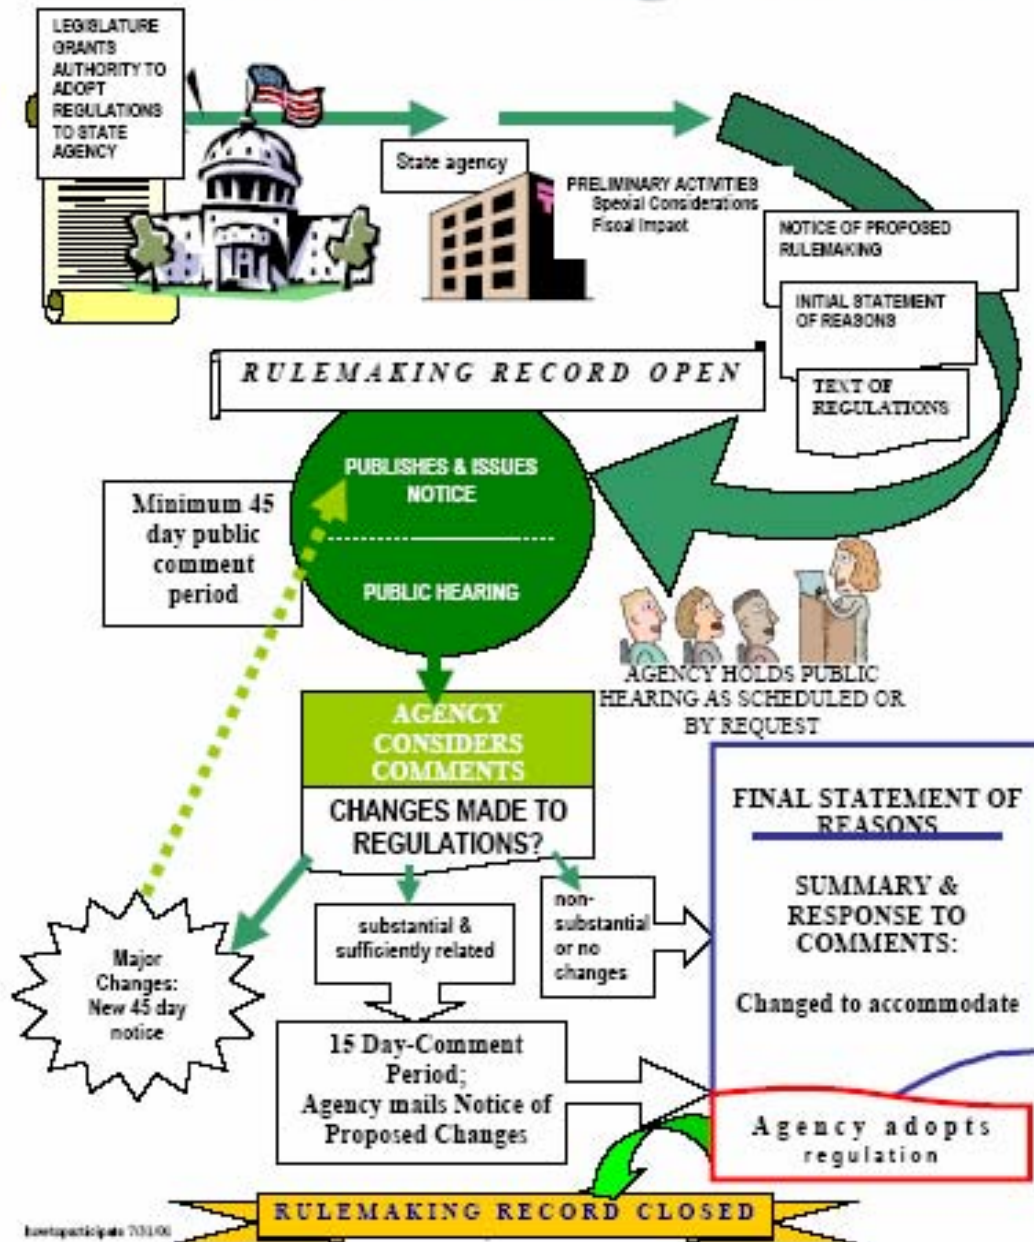 LEGISLATURE
GRANTS
AUTHORITY TO
ADOPT
REGULATIONS
TO STATE
AGENCY
State agency
PRELIMINARY ACTIVITIES
Special Considerations
Fiscal Impact
NOTICE OF PROPOSED
RULEMAKING
INITIAL STATEMENT
OF REASONS
TEXT OF
REGULATIONS
RULEMAKING RECORD OPEN
PUBLISHES & ISSUES
NOTICE
Minimum 45
day public
comment
period
PUBLIC HEARING
AGENCY HOLDS PUBLIC
HEARING AS SCHEDULED OR
BY REQUEST
AGENCY
CONSIDERS
COMMENTS
CHANGES MADE TO
REGULATIONS?
Major
Changes:
New 45 day
notice
substantial &
sufficiently related
non-
substantial
or no
changes
15 Day-Comment
Period;
Agency mails Notice of
Proposed Changes
FINAL STATEMENT OF
REASONS
SUMMARY &
RESPONSE TO
COMMENTS:
Changed to accommodate
Agency adopts
regulation
RULEMAKING RECORD CLOSED
howtoparticipate